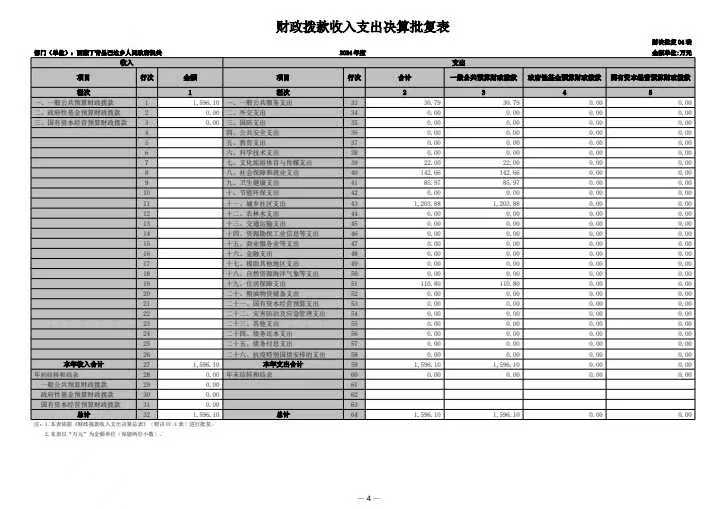 财政拨款收入支出决算批复表
财决批复04表
部门（单位）：西藏丁青县巴达乡人民政府机关 2024年度 金额单位:万元
收入 支出
项目 行次 金额 项目 行次 合计 一般公共预算财政拨款 政府性基金预算财政拨款 国有资本经营预算财政拨款
栏次 1 栏次 2 3 4 5
一、一般公共预算财政拨款 1 1,596.10 一、一般公共服务支出 33 30.79 30.79 0.00 0.00
二、政府性基金预算财政拨款 2 0.00 二、外交支出 34 0.00 0.00 0.00 0.00
三、国有资本经营预算财政拨款 3 0.00 三、国防支出 35 0.00 0.00 0.00 0.00
4 四、公共安全支出 36 0.00 0.00 0.00 0.00
5 五、教育支出 37 0.00 0.00 0.00 0.00
6 六、科学技术支出 38 0.00 0.00 0.00 0.00
7 七、文化旅游体育与传媒支出 39 22.00 22.00 0.00 0.00
8 八、社会保障和就业支出 40 142.66 142.66 0.00 0.00
9 九、卫生健康支出 41 85.97 85.97 0.00 0.00
10 十、节能环保支出 42 0.00 0.00 0.00 0.00
11 十一、城乡社区支出 43 1,203.88 1,203.88 0.00 0.00
12 十二、农林水支出 44 0.00 0.00 0.00 0.00
13 十三、交通运输支出 45 0.00 0.00 0.00 0.00
14 十四、资源勘探工业信息等支出 46 0.00 0.00 0.00 0.00
15 十五、商业服务业等支出 47 0.00 0.00 0.00 0.00
16 十六、金融支出 48 0.00 0.00 0.00 0.00
17 十七、援助其他地区支出 49 0.00 0.00 0.00 0.00
18 十八、自然资源海洋气象等支出 50 0.00 0.00 0.00 0.00
19 十九、住房保障支出 51 110.80 110.80 0.00 0.00
20 二十、粮油物资储备支出 52 0.00 0.00 0.00 0.00
21 二十一、国有资本经营预算支出 53 0.00 0.00 0.00 0.00
22 二十二、灾害防治及应急管理支出 54 0.00 0.00 0.00 0.00
23 二十三、其他支出 55 0.00 0.00 0.00 0.00
24 二十四、债务还本支出 56 0.00 0.00 0.00 0.00
25 二十五、债务付息支出 57 0.00 0.00 0.00 0.00
26 二十六、抗疫特别国债安排的支出 58 0.00 0.00 0.00 0.00
本年收入合计 27 1,596.10 本年支出合计 59 1,596.10 1,596.10 0.00 0.00
年初结转和结余 28 0.00 年末结转和结余 60 0.00 0.00 0.00 0.00
一般公共预算财政拨款 29 0.00 61
政府性基金预算财政拨款 30 0.00 62
国有资本经营预算财政拨款 31 0.00 63
总计 32 1,596.10 总计 64 1,596.10 1,596.10 0.00 0.00
注：1.本表依据《财政拨款收入支出决算总表》（财决01-1表）进行批复。
2.本表以“万元”为金额单位（保留两位小数）。
— 4 —